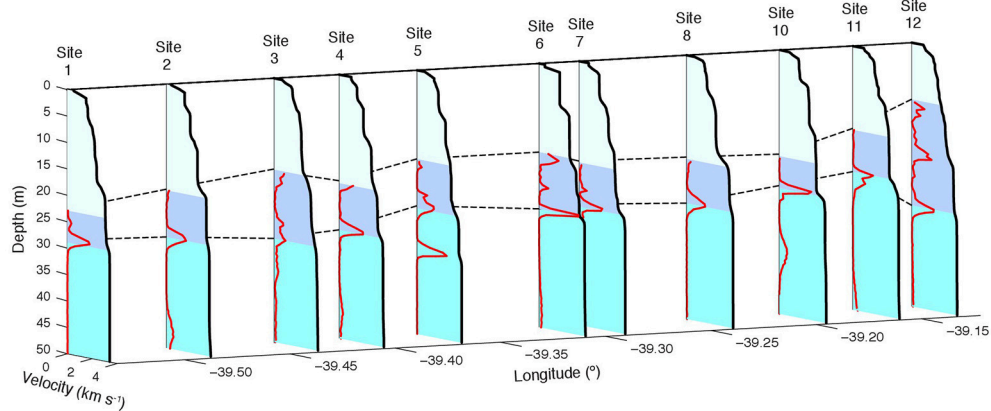 Site
1
Site
2
Site
3
Site
4
Site
5
Site
6
Site
7
Site
8
Site
10
Site
11
Site
12
0
5
10
15
20
25
30
35
40
45
50
Depth (m)
0
2
4
Velocity (km s⁻¹)
−39.50
−39.45
−39.40
−39.35
−39.30
−39.25
−39.20
−39.15
Longitude (°)